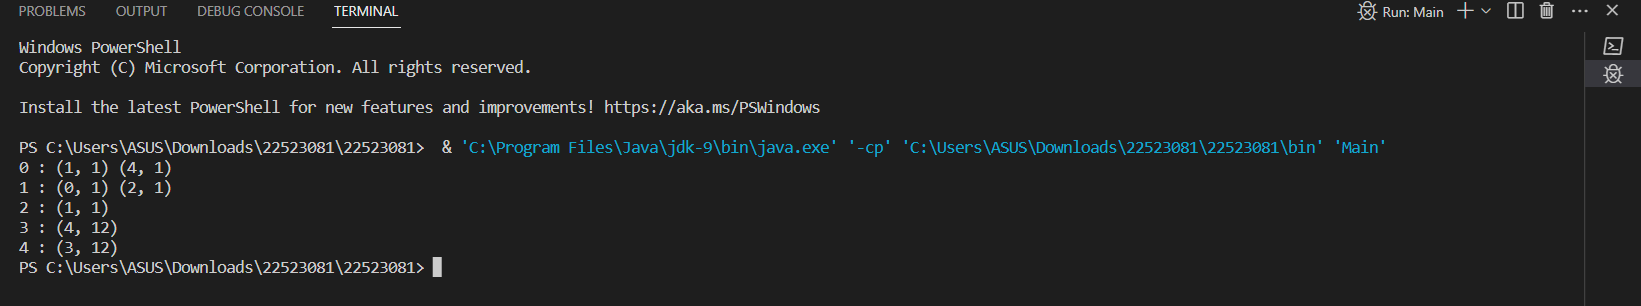 PROBLEMS OUTPUT DEBUG CONSOLE TERMINAL Run: Main
Windows PowerShell
Copyright (C) Microsoft Corporation. All rights reserved.
Install the latest PowerShell for new features and improvements! https://aka.ms/PSWindows
PS C:\Users\ASUS\Downloads\22523081\22523081>  & 'C:\Program Files\Java\jdk-9\bin\java.exe' '-cp' 'C:\Users\ASUS\Downloads\22523081\22523081\bin' 'Main'
0 : (1, 1) (4, 1)
1 : (0, 1) (2, 1)
2 : (1, 1)
3 : (4, 12)
4 : (3, 12)
PS C:\Users\ASUS\Downloads\22523081\22523081>